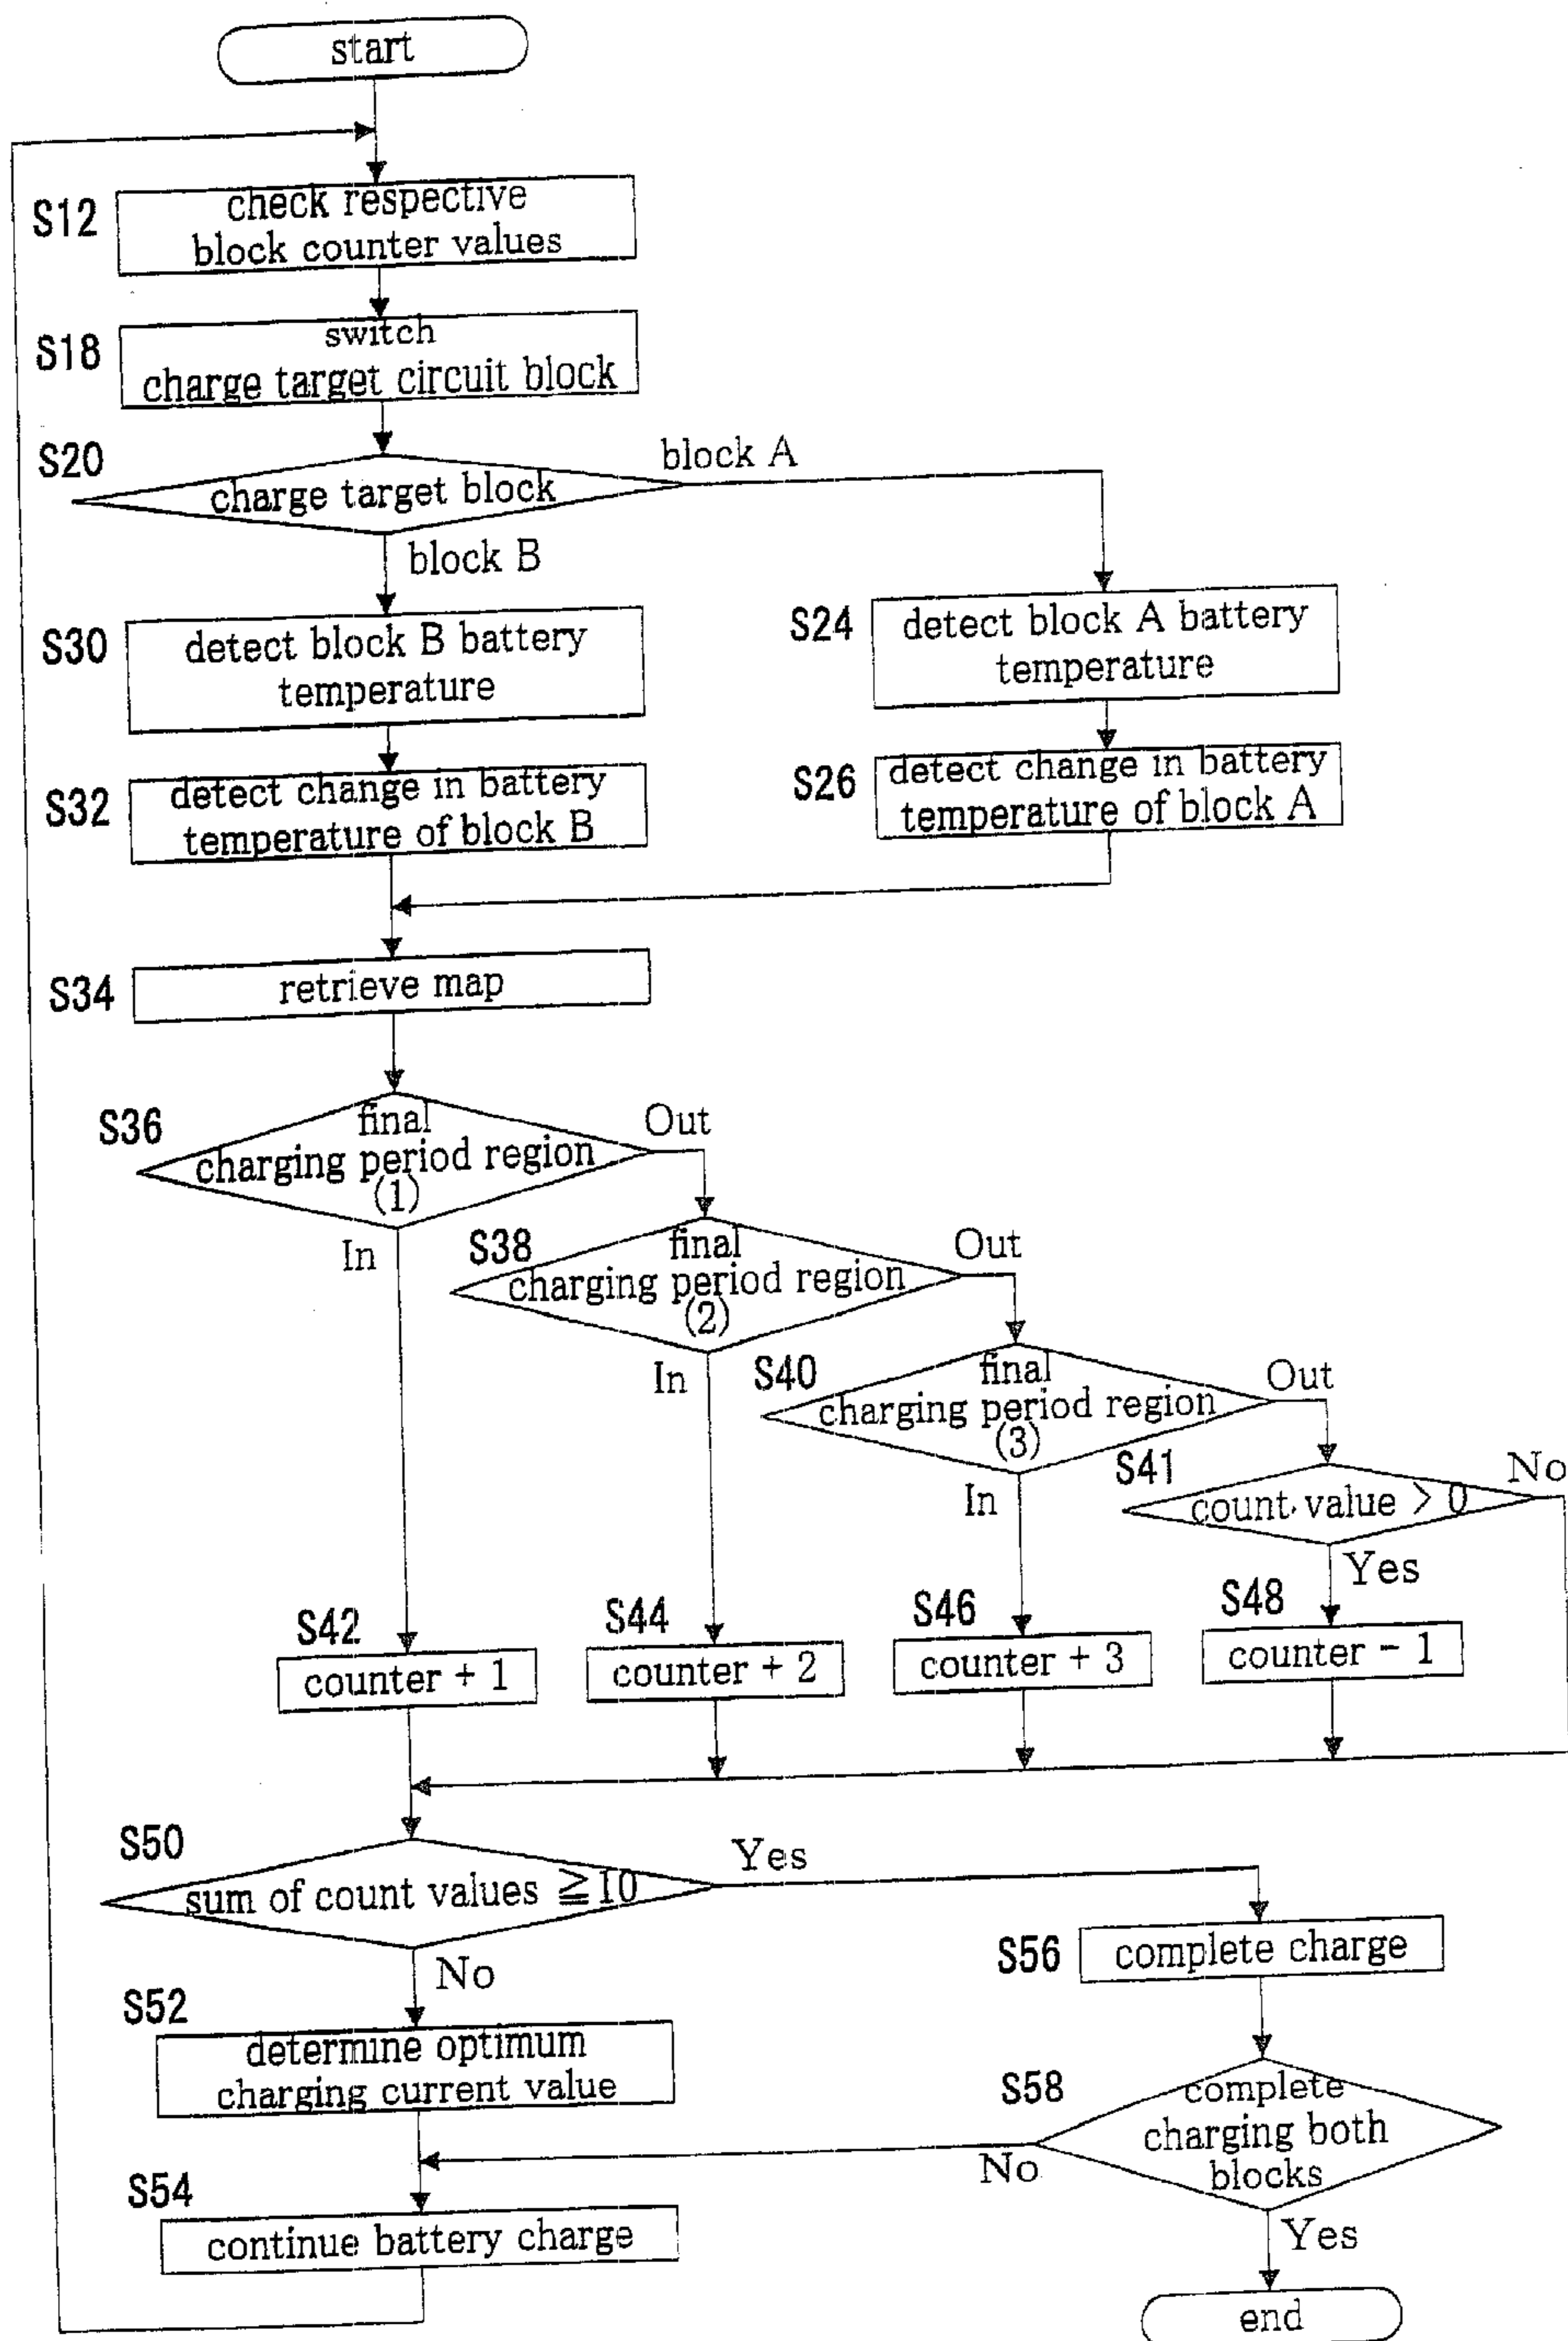 start
S12
check respective
block counter values
S18
switch
charge target circuit block
S20
charge target block
block A
block B
S30
detect block B battery
temperature
S24
detect block A battery
temperature
S32
detect change in battery
temperature of block B
S26
detect change in battery
temperature of block A
S34
retrieve map
S36
final
charging period region
(1)
Out
In
S38
final
charging period region
(2)
Out
In
S40
final
charging period region
(3)
Out
In
S41
count value > 0
No
Yes
S42
counter + 1
S44
counter + 2
S46
counter + 3
S48
counter - 1
S50
sum of count values ≧10
Yes
No
S56
complete charge
S52
determine optimum
charging current value
S58
complete
charging both
blocks
No
Yes
S54
continue battery charge
end